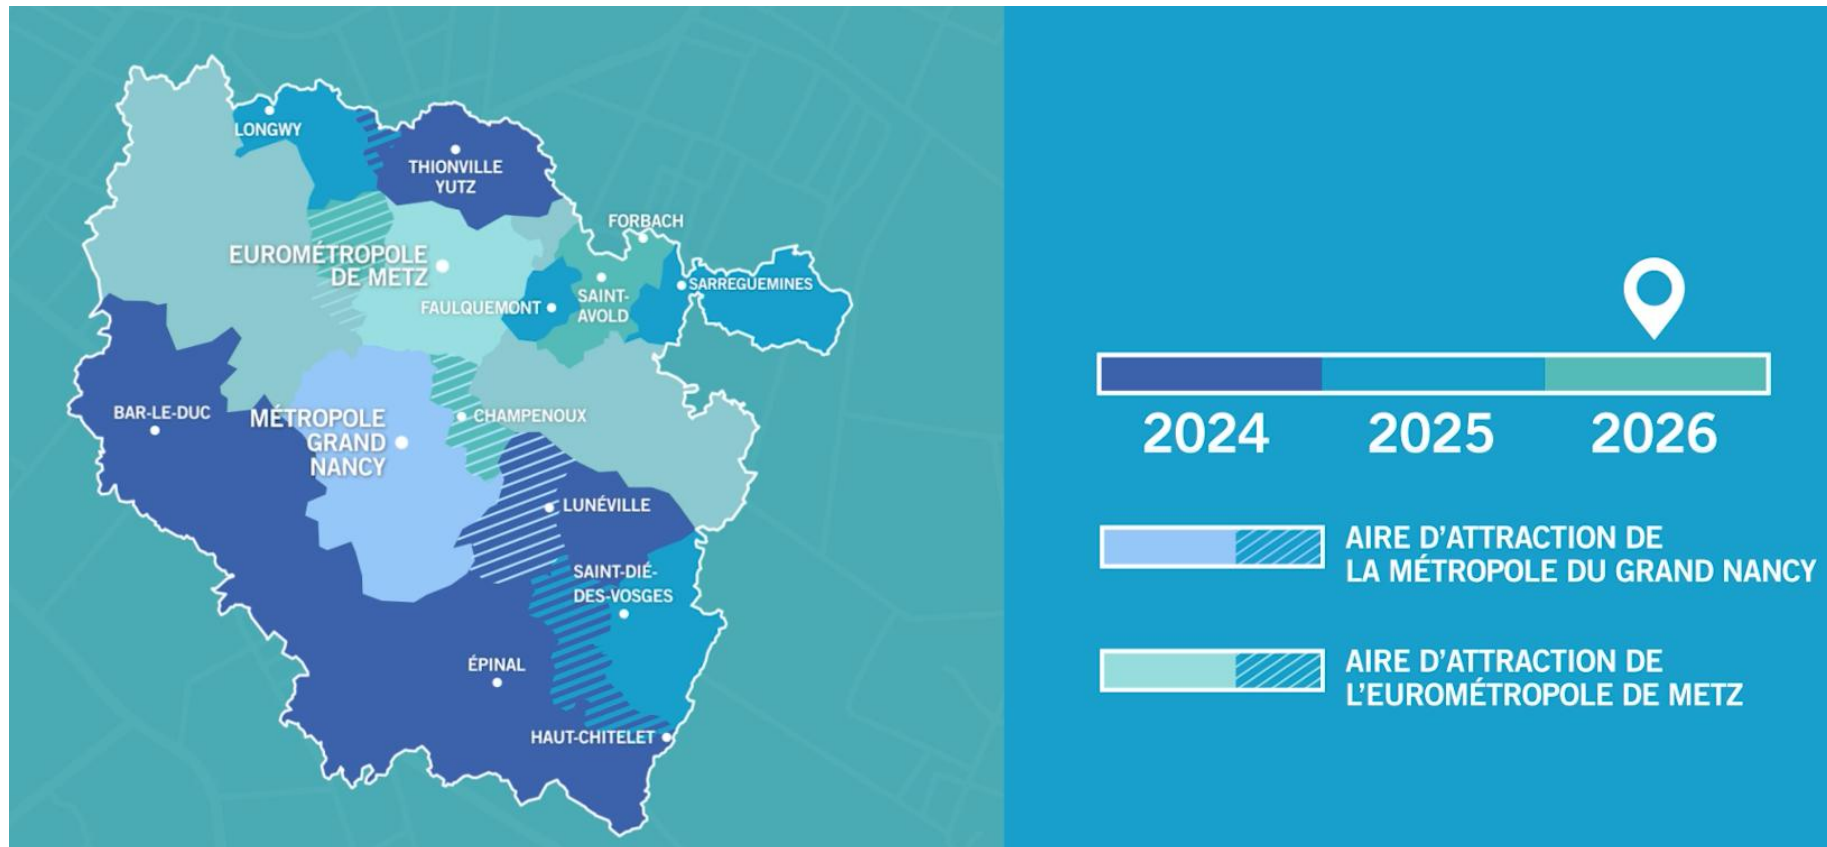 LONGWY
THIONVILLE
YUTZ
FORBACH
EUROMÉTROPOLE
DE METZ
SARREGUEMINES
FAULQUEMONT
SAINT-
AVOLD
BAR-LE-DUC
MÉTROPOLE
GRAND
NANCY
CHAMPENOUX
LUNÉVILLE
SAINT-DIÉ-
DES-VOSGES
ÉPINAL
HAUT-CHITELET
2024 2025 2026
AIRE D’ATTRACTION DE
LA MÉTROPOLE DU GRAND NANCY
AIRE D’ATTRACTION DE
L’EUROMÉTROPOLE DE METZ